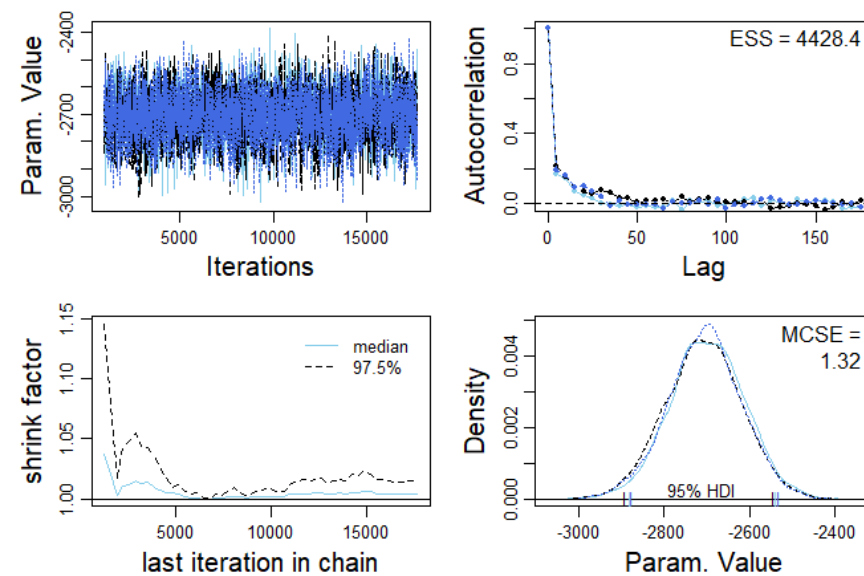 Param. Value
-2400
-2700
-3000
5000 10000 15000
Iterations
Autocorrelation
0.8
0.4
0.0
ESS = 4428.4
0 50 100 150
Lag
shrink factor
1.15
1.10
1.05
1.00
median
97.5%
5000 10000 15000
last iteration in chain
Density
0.004
0.002
0.000
MCSE =
1.32
95% HDI
-3000 -2800 -2600 -2400
Param. Value